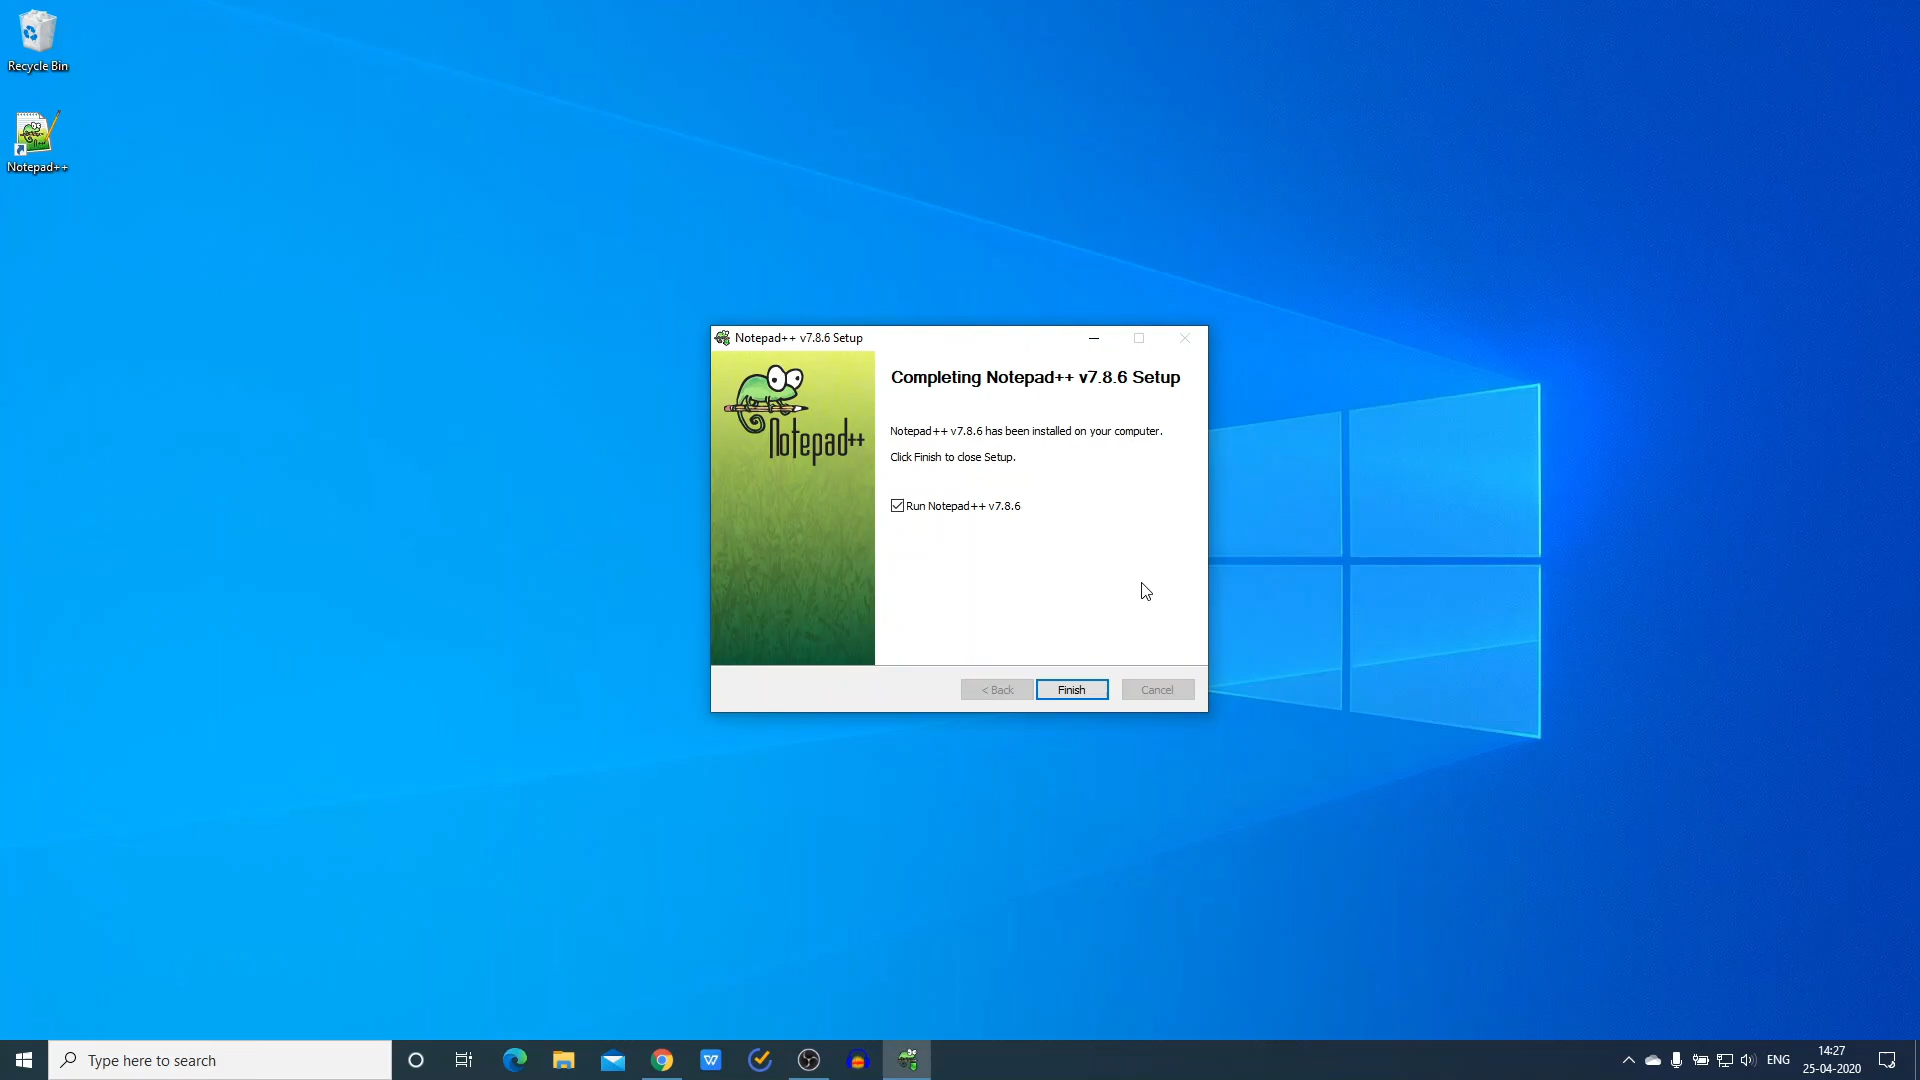 Recycle Bin
Notepad++
Notepad++ v7.8.6 Setup
Notepad++
Completing Notepad++ v7.8.6 Setup
Notepad++ v7.8.6 has been installed on your computer.
Click Finish to close Setup.
Run Notepad++ v7.8.6
< Back
Finish
Cancel
Type here to search
W
ENG
14:27
25-04-2020